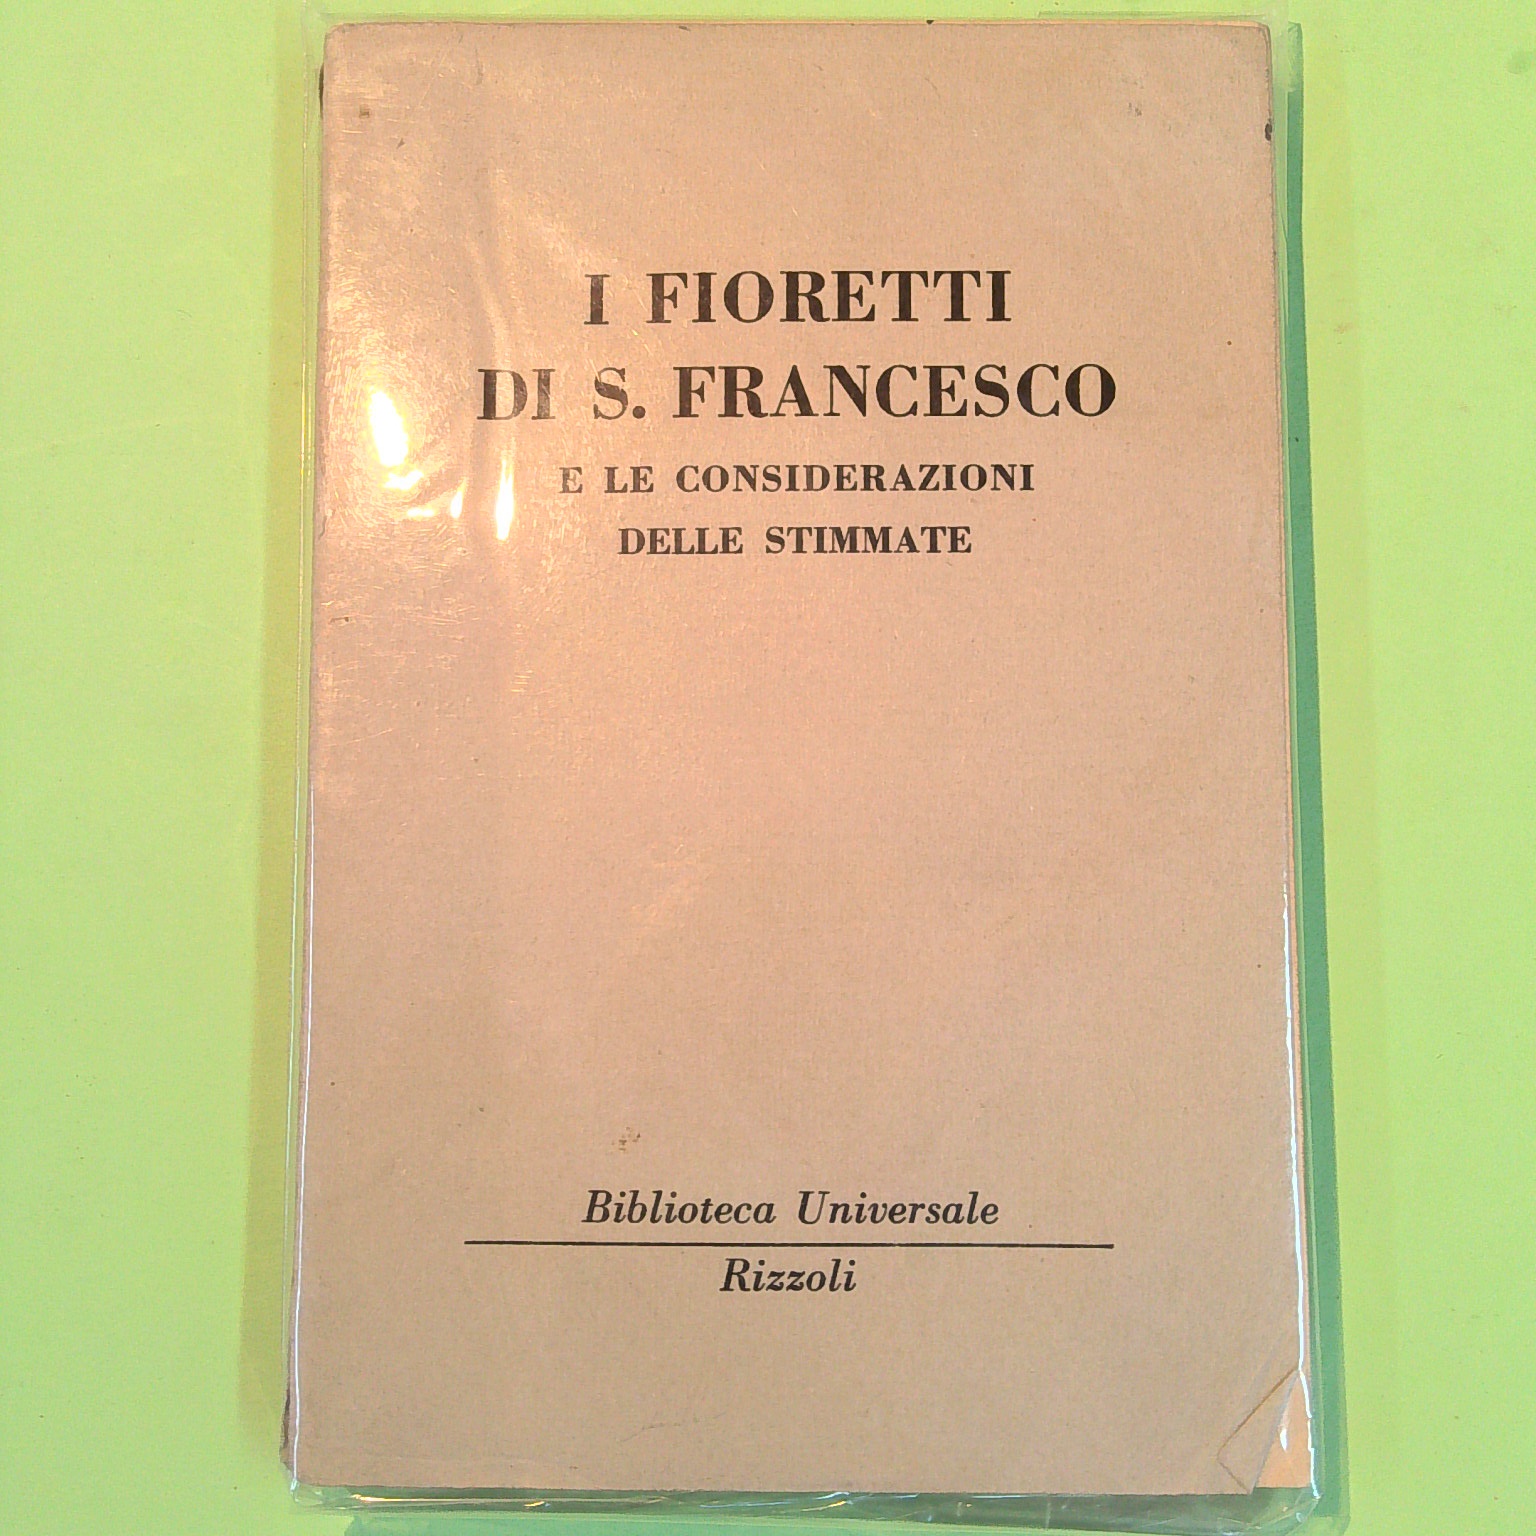 I FIORETTI
DI S. FRANCESCO
E LE CONSIDERAZIONI
DELLE STIMMATE
Biblioteca Universale
Rizzoli